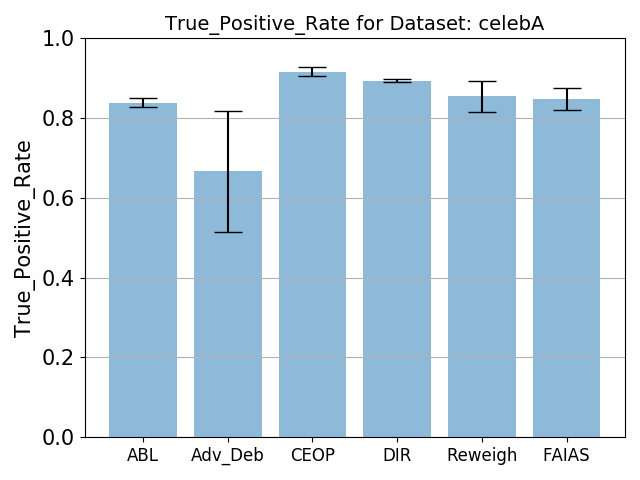 True_Positive_Rate for Dataset: celebA
1.0
0.8
0.6
0.4
0.2
0.0
True_Positive_Rate
ABL Adv_Deb CEOP DIR Reweigh FAIAS